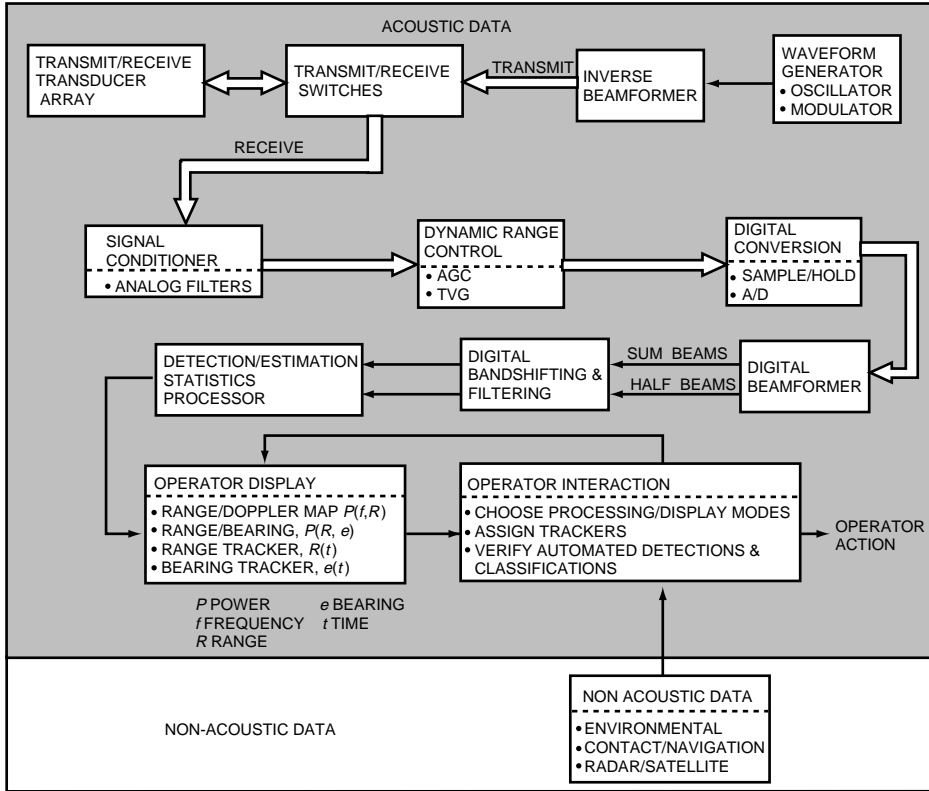 ACOUSTIC DATA
TRANSMIT/RECEIVE
TRANSDUCER
ARRAY
TRANSMIT/RECEIVE
SWITCHES
TRANSMIT
INVERSE
BEAMFORMER
WAVEFORM
GENERATOR
• OSCILLATOR
• MODULATOR
RECEIVE
SIGNAL
CONDITIONER
• ANALOG FILTERS
DYNAMIC RANGE
CONTROL
• AGC
• TVG
DIGITAL
CONVERSION
• SAMPLE/HOLD
• A/D
DETECTION/ESTIMATION
STATISTICS
PROCESSOR
DIGITAL
BANDSHIFTING &
FILTERING
SUM BEAMS
HALF BEAMS
DIGITAL
BEAMFORMER
OPERATOR DISPLAY
• RANGE/DOPPLER MAP P(f,R)
• RANGE/BEARING, P(R, e)
• RANGE TRACKER, R(t)
• BEARING TRACKER, e(t)
OPERATOR INTERACTION
• CHOOSE PROCESSING/DISPLAY MODES
• ASSIGN TRACKERS
• VERIFY AUTOMATED DETECTIONS &
CLASSIFICATIONS
OPERATOR
ACTION
P POWER e BEARING
f FREQUENCY t TIME
R RANGE
NON-ACOUSTIC DATA
NON ACOUSTIC DATA
• ENVIRONMENTAL
• CONTACT/NAVIGATION
• RADAR/SATELLITE